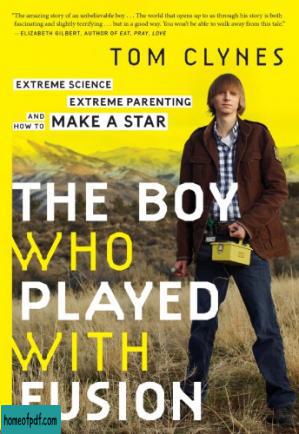 "The amazing story of an unbelievable boy . . . The world that opens up to us through his story is both
fascinating and slightly terrifying . . . but in a good way. You won't be able to walk away from this tale."
—ELIZABETH GILBERT, AUTHOR OF EAT, PRAY, LOVE
TOM CLYNES
EXTREME SCIENCE
EXTREME PARENTING
AND HOW TO MAKE A STAR
THE BOY
WHO
PLAYED
WITH
FUSION
homeofpdf.com